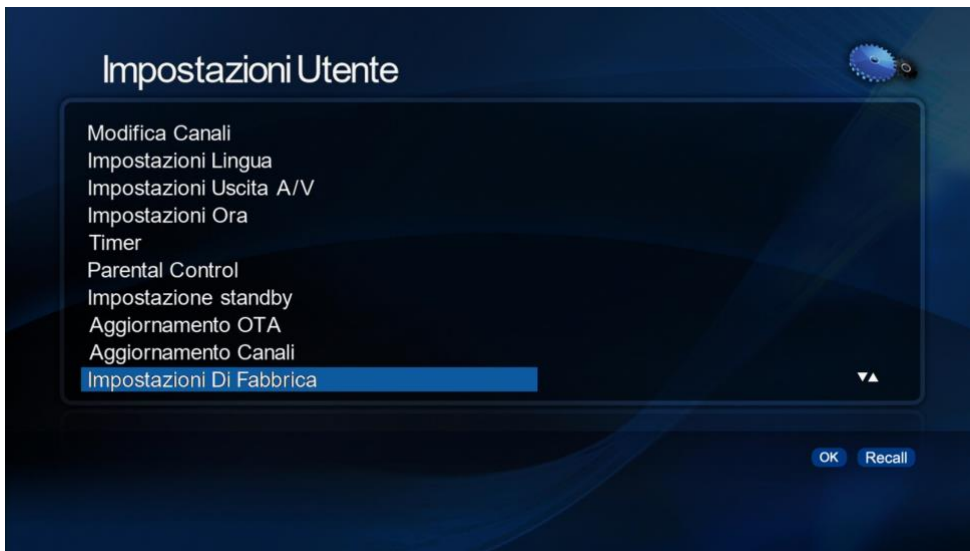 Impostazioni Utente
Modifica Canali
Impostazioni Lingua
Impostazioni Uscita A/V
Impostazioni Ora
Timer
Parental Control
Impostazione standby
Aggiornamento OTA
Aggiornamento Canali
Impostazioni Di Fabbrica
OK Recall